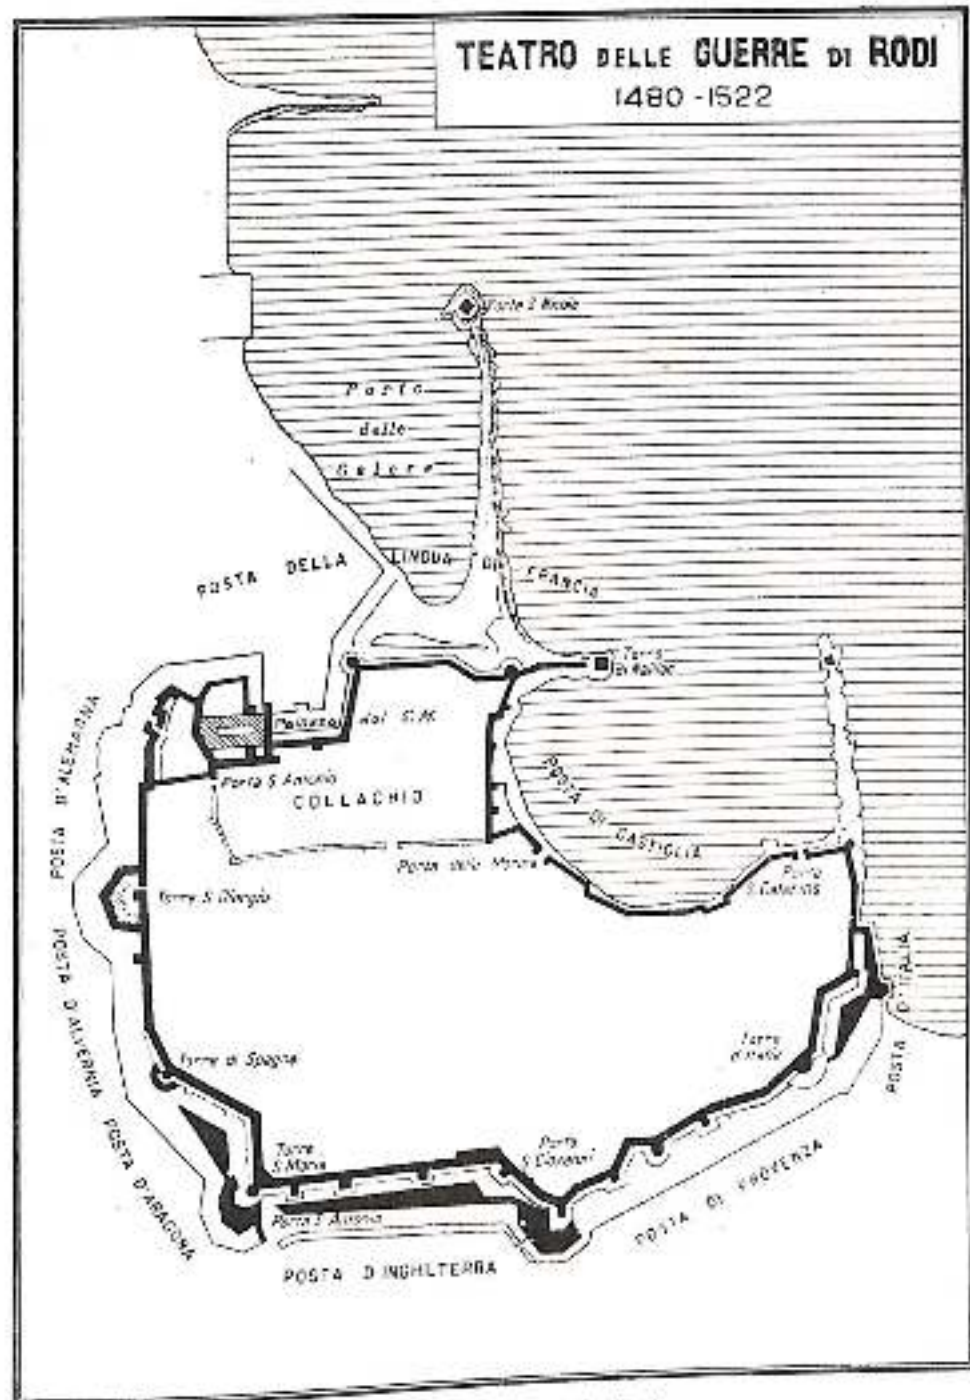 TEATRO DELLE GUERRE DI RODI
1480-1522
Porto
delle
Galere
POSTA DELLA LINGUA DI FRANCIA
Torre
Palazzo del G.M.
Porta S. Antonio
COLLACHIO
POSTA D'ALEMAGNA
POSTA DI CASTIGLIA
Porta della Marina
Porta
S. Caterina
Torre S. Giorgio
POSTA D'ALVERNIA
POSTA D'ITALIA
Torre
d'Italia
Torre di Spagna
POSTA D'ARAGONA
Torre
S. Maria
Porta
S. Giovanni
POSTA DI PROVENZA
Porta S.
POSTA D'INGHILTERRA